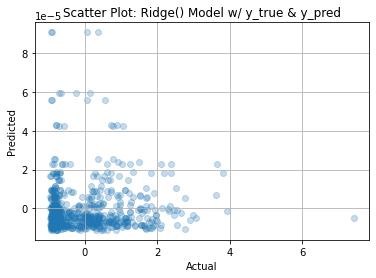 Scatter Plot: Ridge() Model w/ y_true & y_pred
1e-5
8
6
4
2
0
Predicted
0 2 4 6
Actual